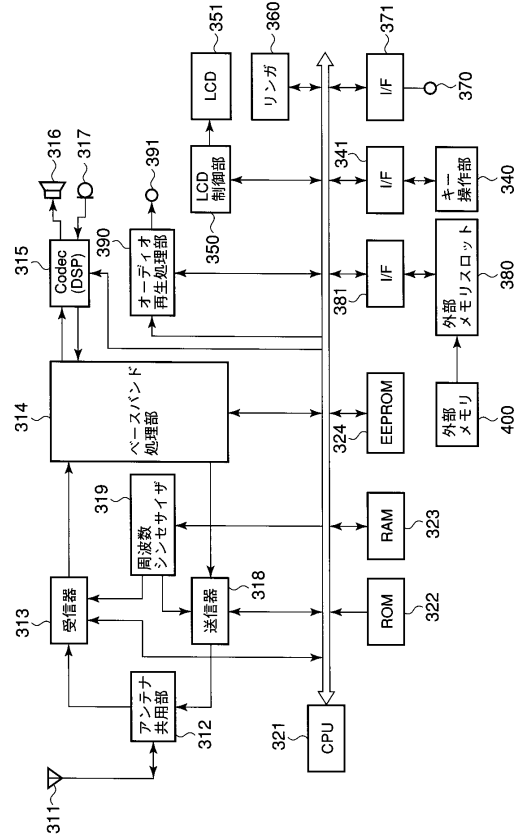 311
アンテナ
共用部
312
313
受信器
周波数
シンセサイザ
319
送信器
318
314
ベースバンド
処理部
315
Codec
(DSP)
316
317
390
オーディオ
再生処理部
391
LCD
制御部
350
LCD
351
リンガ
360
321
CPU
ROM
322
RAM
323
324
EEPROM
381
I/F
外部
メモリスロット
380
外部
メモリ
400
341
I/F
キー
操作部
340
I/F
371
370